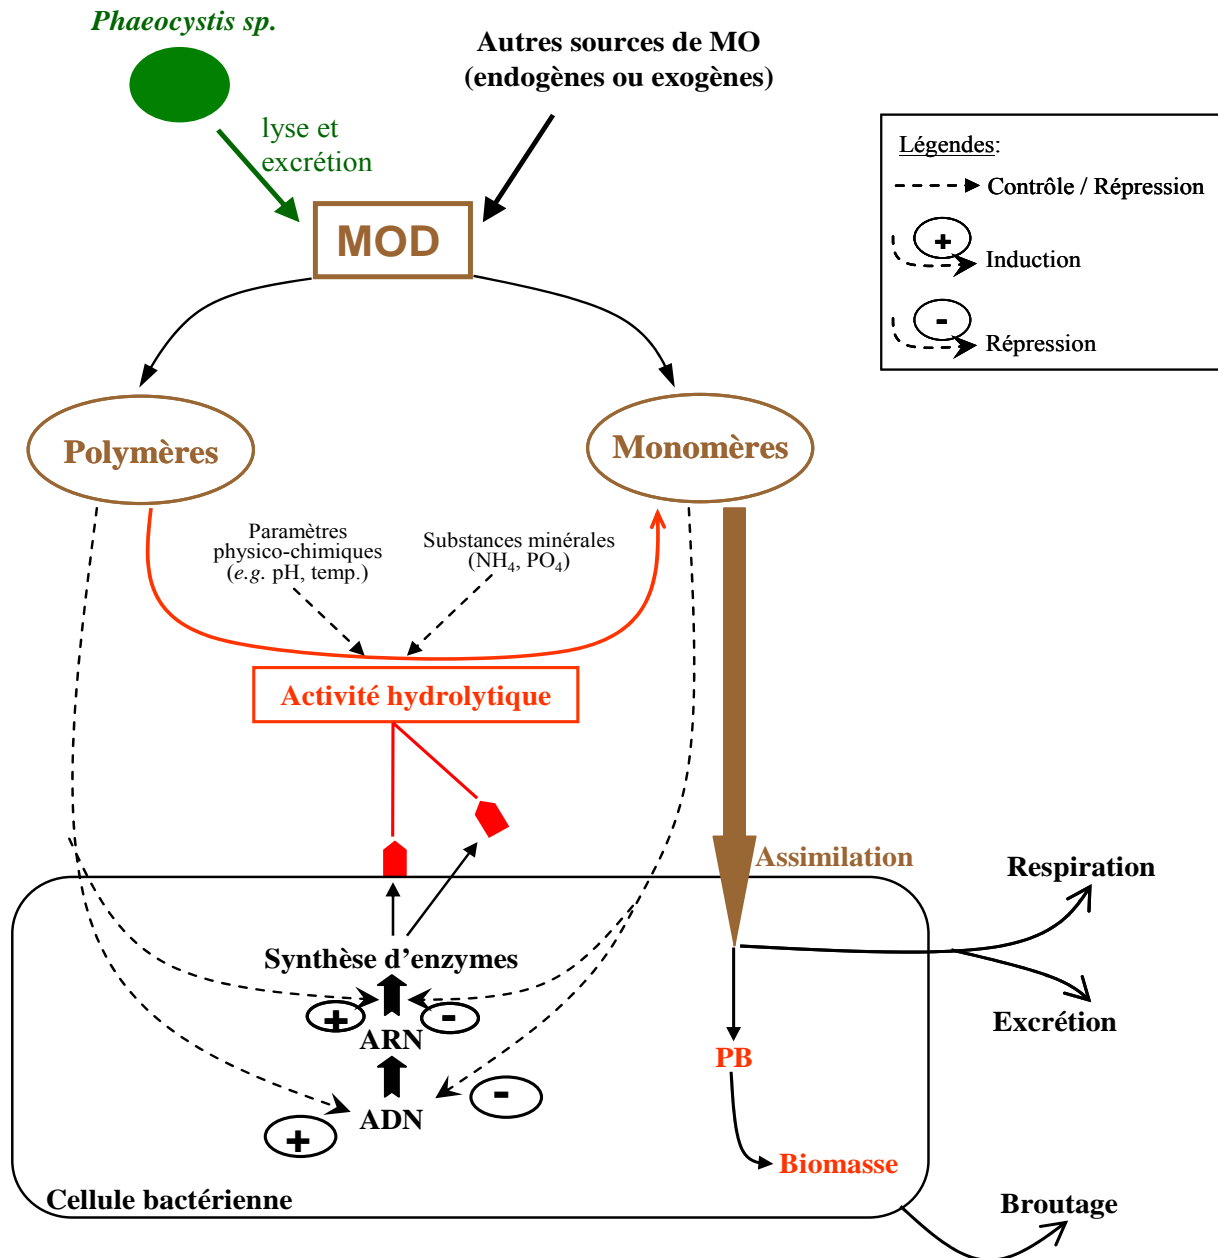 Phaeocystis sp.
Autres sources de MO
(endogènes ou exogènes)
lyse et
excrétion
Légendes:
Contrôle / Répression
+
Induction
-
Répression
MOD
Polymères
Monomères
Paramètres
physico-chimiques
(e.g. pH, temp.)
Substances minérales
(NH4, PO4)
Activité hydrolytique
Assimilation
Respiration
Synthèse d’enzymes
+
-
ARN
Excrétion
PB
-
ADN
+
Biomasse
Cellule bactérienne
Broutage